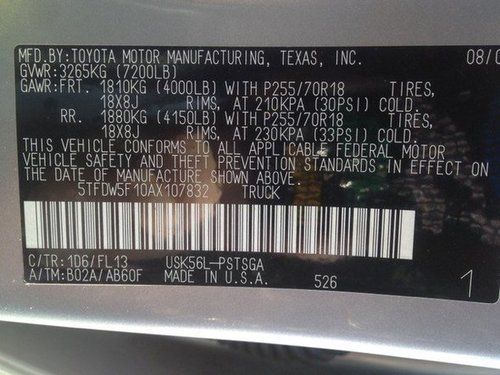 MFD.BY:TOYOTA MOTOR MANUFACTURING, TEXAS, INC. 08/0
GVWR:3265KG (7200LB)
GAWR:FRT. 1810KG (4000LB) WITH P255/70R18 TIRES,
18X8J RIMS, AT 210KPA (30PSI) COLD.
RR. 1880KG (4150LB) WITH P255/70R18 TIRES,
18X8J RIMS, AT 230KPA (33PSI) COLD.
THIS VEHICLE CONFORMS TO ALL APPLICABLE FEDERAL MOTOR
VEHICLE SAFETY AND THEFT PREVENTION STANDARDS IN EFFECT ON
THE DATE OF MANUFACTURE SHOWN ABOVE.
5TFDW5F10AX107832 TRUCK
C/TR:1D6/FL13 USK56L-PSTSGA
A/TM:B02A/AB60F MADE IN U.S.A. 526 1